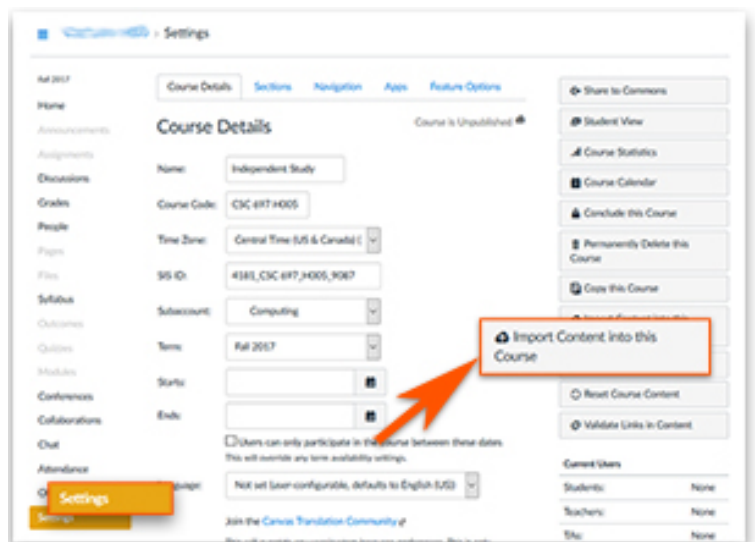 › Settings
Fall 2017
Home
Announcements
Assignments
Discussions
Grades
People
Pages
Files
Syllabus
Outcomes
Quizzes
Modules
Conferences
Collaborations
Chat
Attendance
Settings
Settings
Course Details Sections Navigation Apps Feature Options
Course Details
Course is Unpublished
Name: Independent Study
Course Code: CSC 697 H005
Time Zone: Central Time (US & Canada) (
SIS ID: 4181_CSC 697_H005_9087
Subaccount: Computing
Term: Fall 2017
Starts:
Ends:
Users can only participate in the course between these dates
This will override any term availability settings.
Language: Not set (user-configurable, defaults to English (US))
Join the Canvas Translation Community
Share to Commons
Student View
Course Statistics
Course Calendar
Conclude this Course
Permanently Delete this
Course
Copy this Course
Import Content into this
Import Content into this
Course
Reset Course Content
Validate Links in Content
Current Users
Students: None
Teachers: None
TAs: None